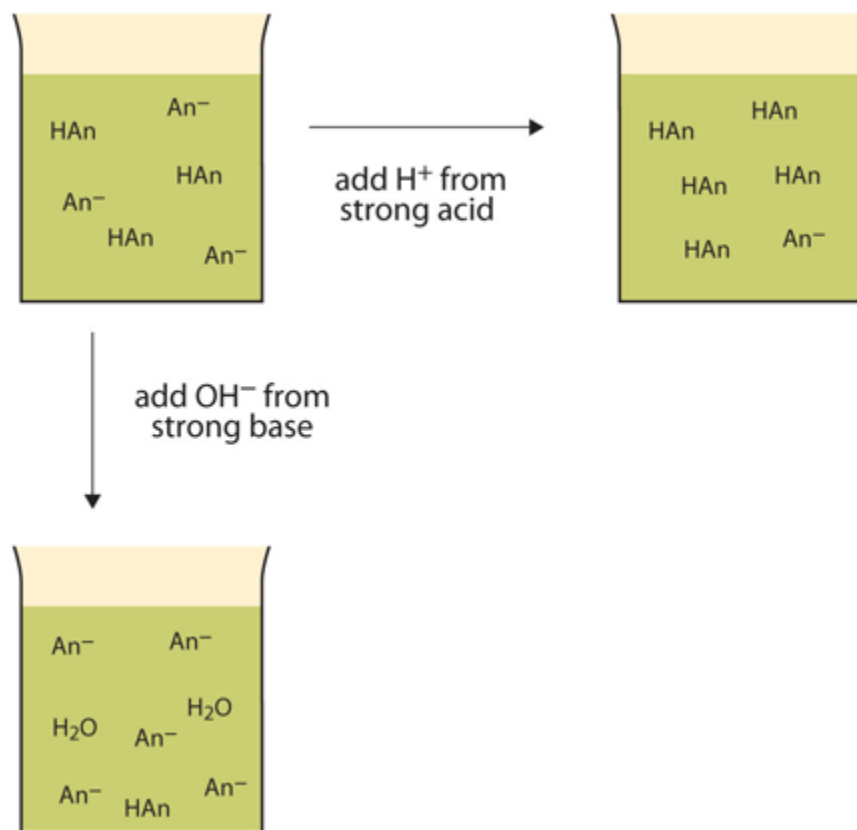 An⁻
HAn
HAn
An⁻
HAn
An⁻
add H⁺ from
strong acid
HAn
HAn
HAn
HAn
HAn
An⁻
add OH⁻ from
strong base
An⁻
An⁻
H₂O
H₂O
An⁻
An⁻
An⁻
HAn